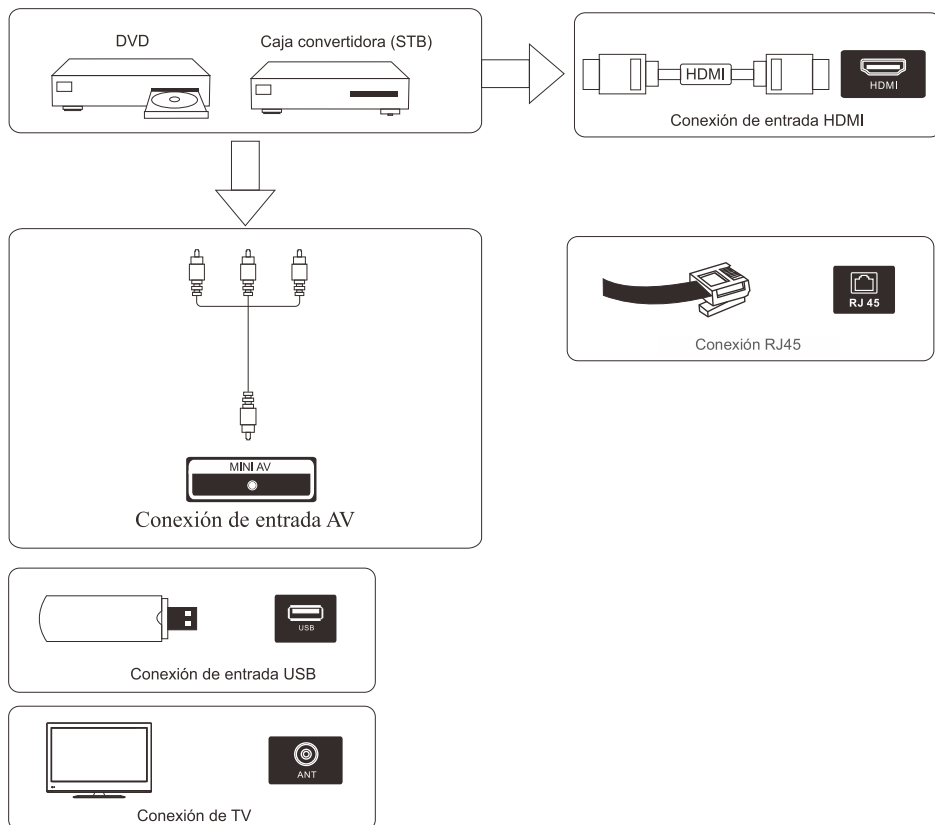 DVD
Caja convertidora (STB)
HDMI
HDMI
Conexión de entrada HDMI
RJ 45
Conexión RJ45
MINI AV
Conexión de entrada AV
USB
Conexión de entrada USB
ANT
Conexión de TV